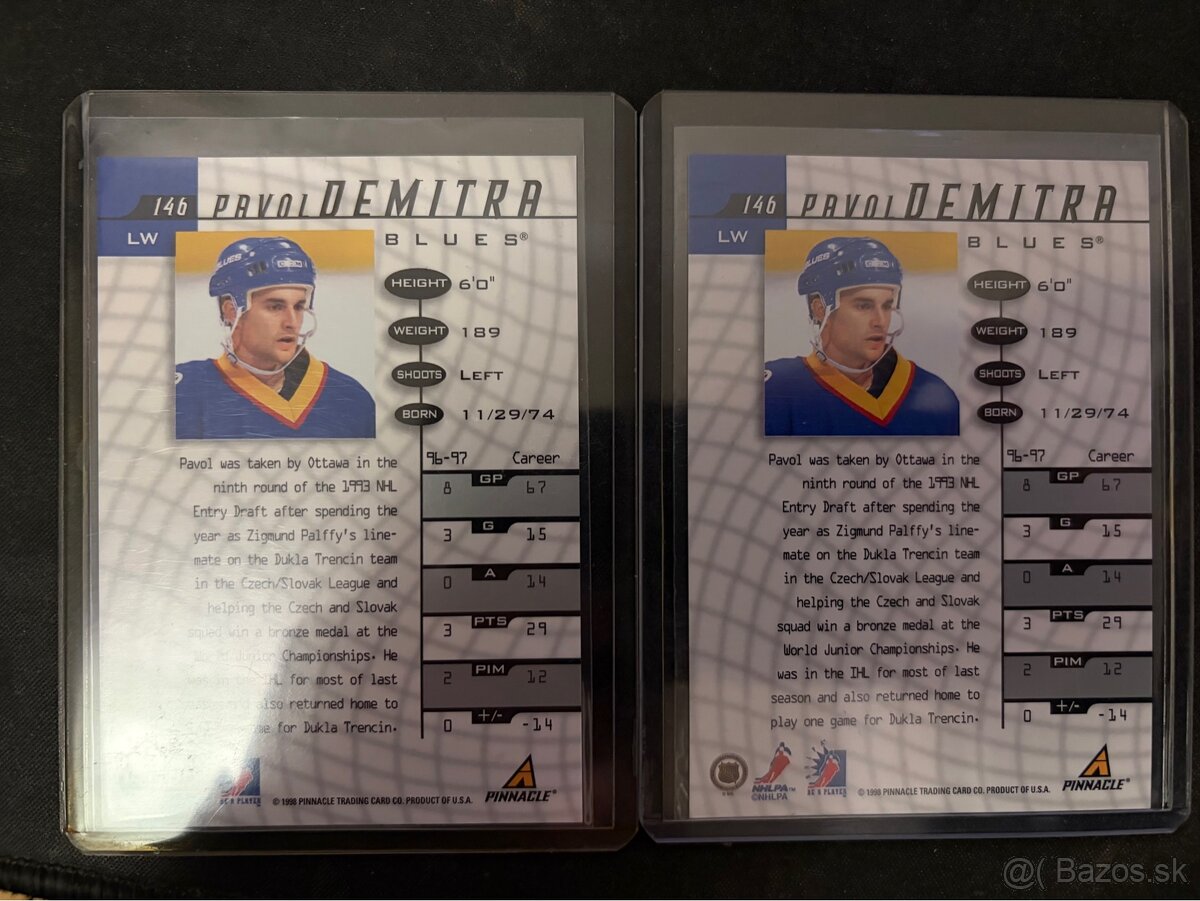 146 PAVOL DEMITRA
LW
BLUES®
HEIGHT 6'0"
WEIGHT 189
SHOOTS LEFT
BORN 11/29/74
Pavol was taken by Ottawa in the
ninth round of the 1993 NHL
Entry Draft after spending the
year as Zigmund Palffy's line-
mate on the Dukla Trencin team
in the Czech/Slovak League and
helping the Czech and Slovak
squad win a bronze medal at the
World Junior Championships. He
was in the IHL for most of last
also returned home to
for Dukla Trencin.
96-97 Career
8 GP 67
3 G 15
0 A 14
3 PTS 29
2 PIM 12
0 +/- -14
© 1998 PINNACLE TRADING CARD CO. PRODUCT OF U.S.A.
PINNACLE®
146 PAVOL DEMITRA
LW
BLUES®
BLUES
HEIGHT 6'0"
WEIGHT 189
SHOOTS LEFT
BORN 11/29/74
Pavol was taken by Ottawa in the
ninth round of the 1993 NHL
Entry Draft after spending the
year as Zigmund Palffy's line-
mate on the Dukla Trencin team
in the Czech/Slovak League and
helping the Czech and Slovak
squad win a bronze medal at the
World Junior Championships. He
was in the IHL for most of last
season and also returned home to
play one game for Dukla Trencin.
96-97 Career
8 GP 67
3 G 15
0 A 14
3 PTS 29
2 PIM 12
0 +/- -14
NHLPA™
©NHLPA
BE A PLAYER
© 1998 PINNACLE TRADING CARD CO. PRODUCT OF U.S.A.
PINNACLE®
@( Bazos.sk